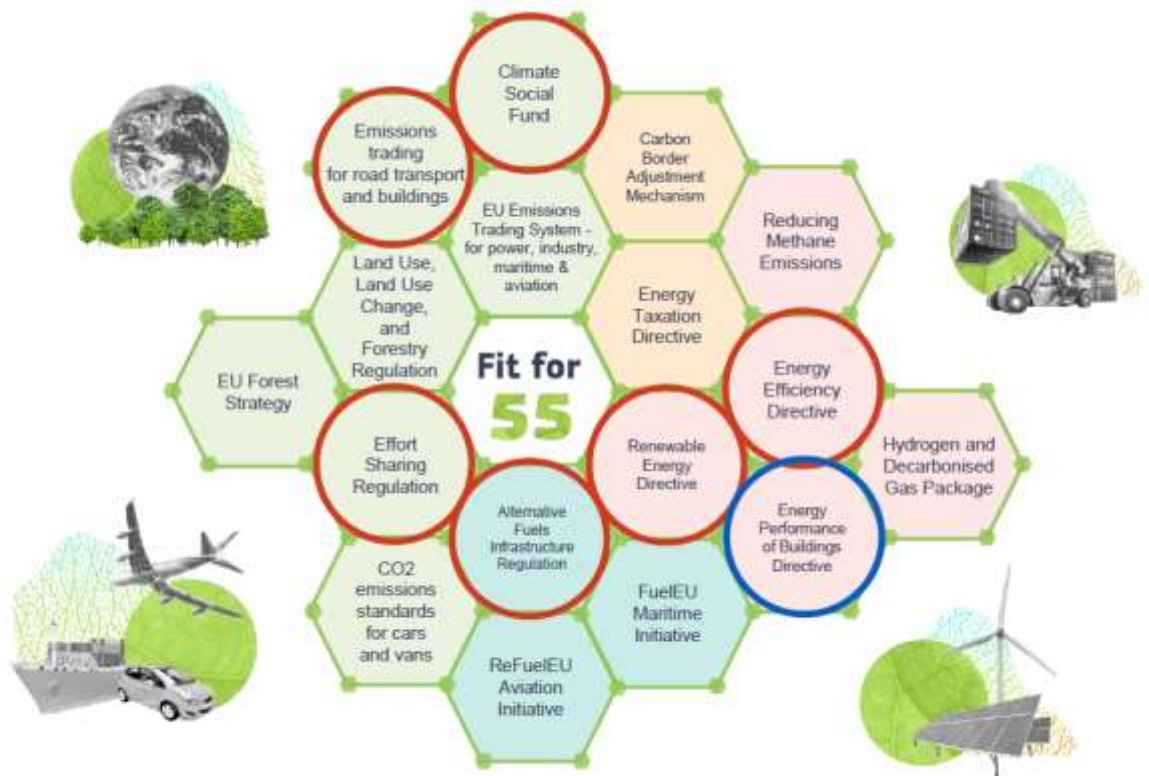 Climate
Social
Fund
Emissions
trading
for road transport
and buildings
Carbon
Border
Adjustment
Mechanism
EU Emissions
Trading System -
for power, industry,
maritime &
aviation
Reducing
Methane
Emissions
Land Use,
Land Use
Change,
and
Forestry
Regulation
Energy
Taxation
Directive
Fit for
55
EU Forest
Strategy
Energy
Efficiency
Directive
Effort
Sharing
Regulation
Renewable
Energy
Directive
Hydrogen and
Decarbonised
Gas Package
Alternative
Fuels
Infrastructure
Regulation
Energy
Performance
of Buildings
Directive
CO2
emissions
standards
for cars
and vans
FuelEU
Maritime
Initiative
ReFuelEU
Aviation
Initiative